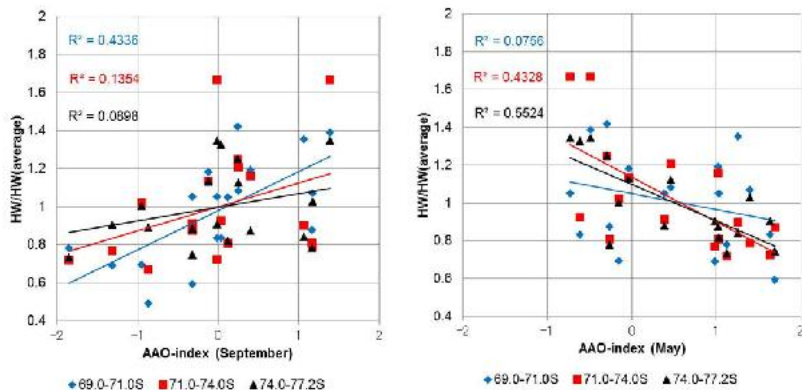 2
1.8
1.6
1.4
1.2
1
0.8
0.6
0.4
HW/HW(average)
R² = 0.4336
R² = 0.1354
R² = 0.0898
−2
−1
0
1
2
AAO-index (September)
69.0-71.0S
71.0-74.0S
74.0-77.2S
2
1.8
1.6
1.4
1.2
1
0.8
0.6
0.4
HW/HW(average)
R² = 0.0756
R² = 0.4328
R² = 0.5524
−2
−1
0
1
2
AAO-index (May)
69.0-71.0S
71.0-74.0S
74.0-77.2S